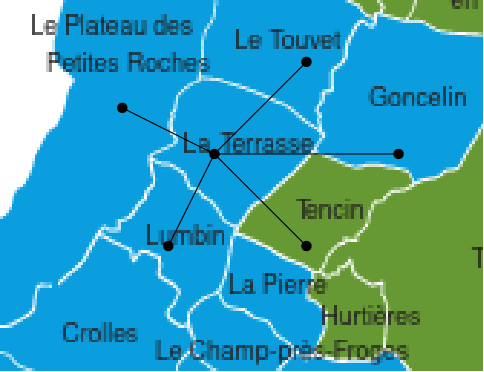 en
Le Plateau des
Petites Roches
Le Touvet
Goncelin
La Terrasse
Tencin
Lumbin
T
La Pierre
Hurtières
Crolles
Le Champ-près-Froges